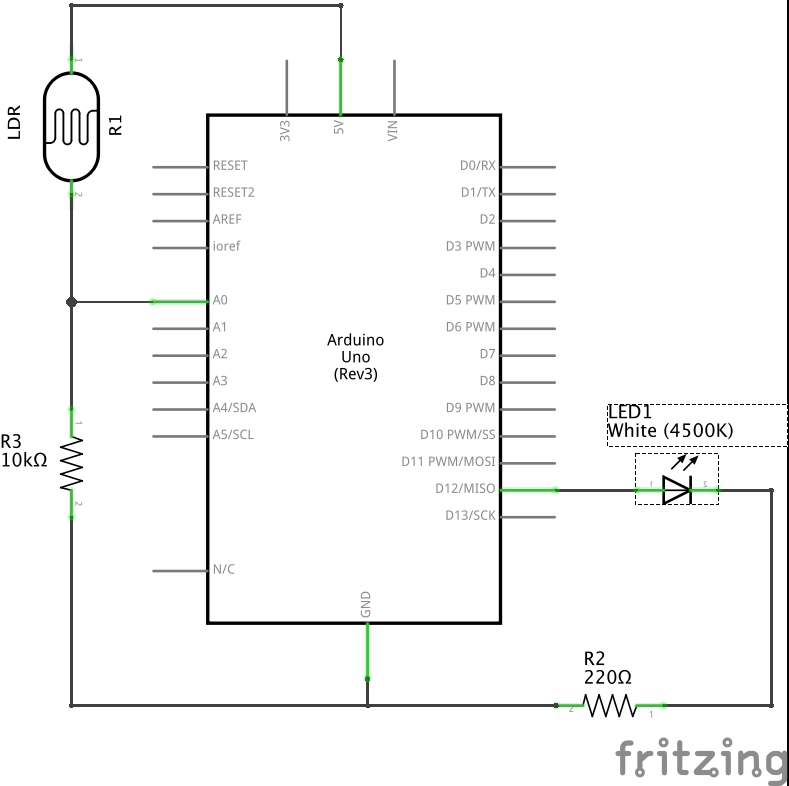 LDR
R1
1
2
3V3
5V
VIN
RESET
RESET2
AREF
ioref
A0
A1
A2
A3
A4/SDA
A5/SCL
N/C
D0/RX
D1/TX
D2
D3 PWM
D4
D5 PWM
D6 PWM
D7
D8
D9 PWM
D10 PWM/SS
D11 PWM/MOSI
D12/MISO
D13/SCK
GND
Arduino
Uno
(Rev3)
R3
10kΩ
1
2
LED1
White (4500K)
1
2
R2
220Ω
2
1
fritzing